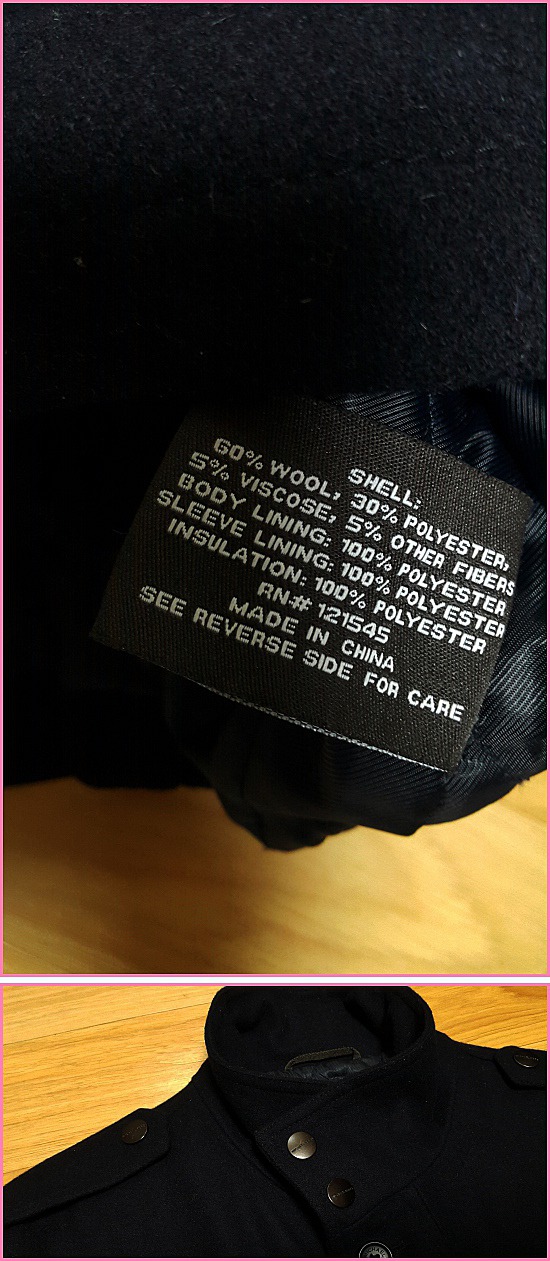 SHELL:
60% WOOL, 30% POLYESTER,
5% VISCOSE, 5% OTHER FIBERS
BODY LINING: 100% POLYESTER
SLEEVE LINING: 100% POLYESTER
INSULATION: 100% POLYESTER
RN# 121545
MADE IN CHINA
SEE REVERSE SIDE FOR CARE